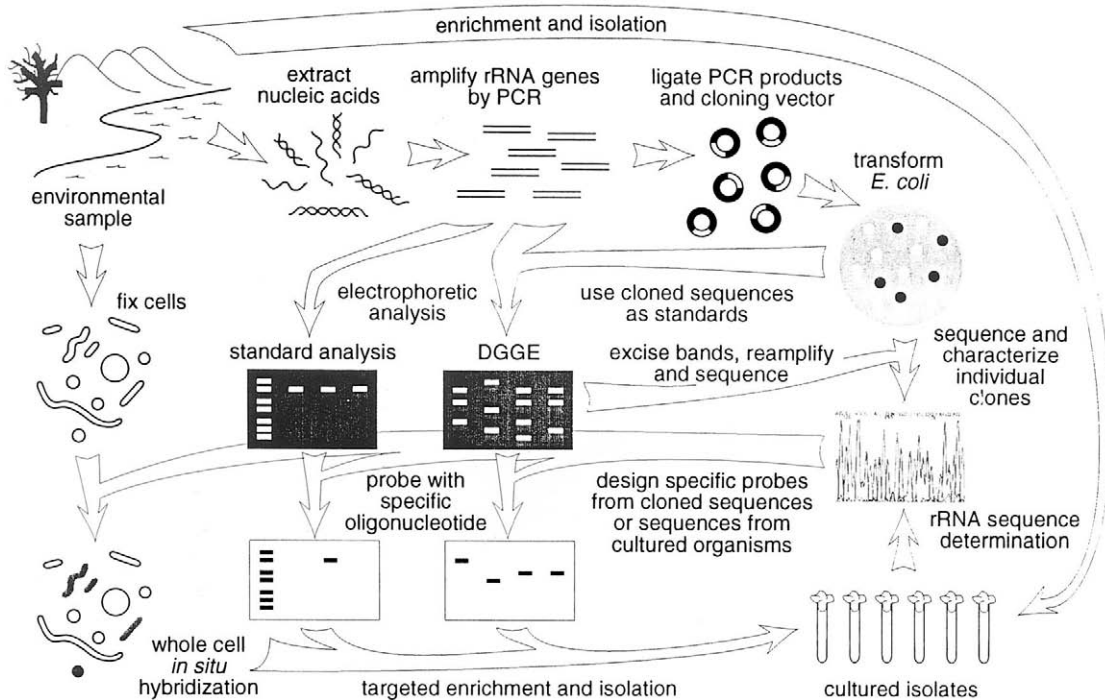 enrichment and isolation
extract
nucleic acids
amplify rRNA genes
by PCR
ligate PCR products
and cloning vector
transform
E. coli
environmental
sample
fix cells
electrophoretic
analysis
use cloned sequences
as standards
standard analysis
DGGE
excise bands, reamplify
and sequence
sequence and
characterize
individual
clones
probe with
specific
oligonucleotide
design specific probes
from cloned sequences
or sequences from
cultured organisms
rRNA sequence
determination
whole cell
in situ
hybridization
targeted enrichment and isolation
cultured isolates